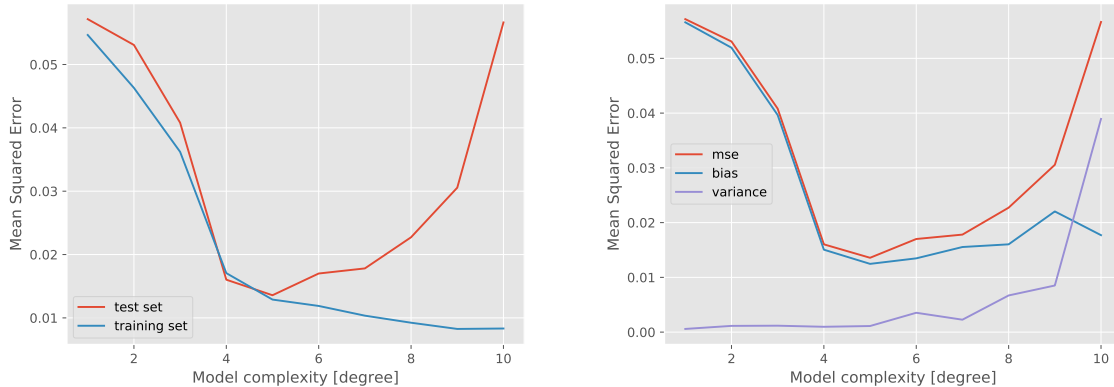 Mean Squared Error
0.05
0.04
0.03
0.02
0.01
test set
training set
2 4 6 8 10
Model complexity [degree]
Mean Squared Error
0.05
0.04
0.03
0.02
0.01
0.00
mse
bias
variance
2 4 6 8 10
Model complexity [degree]